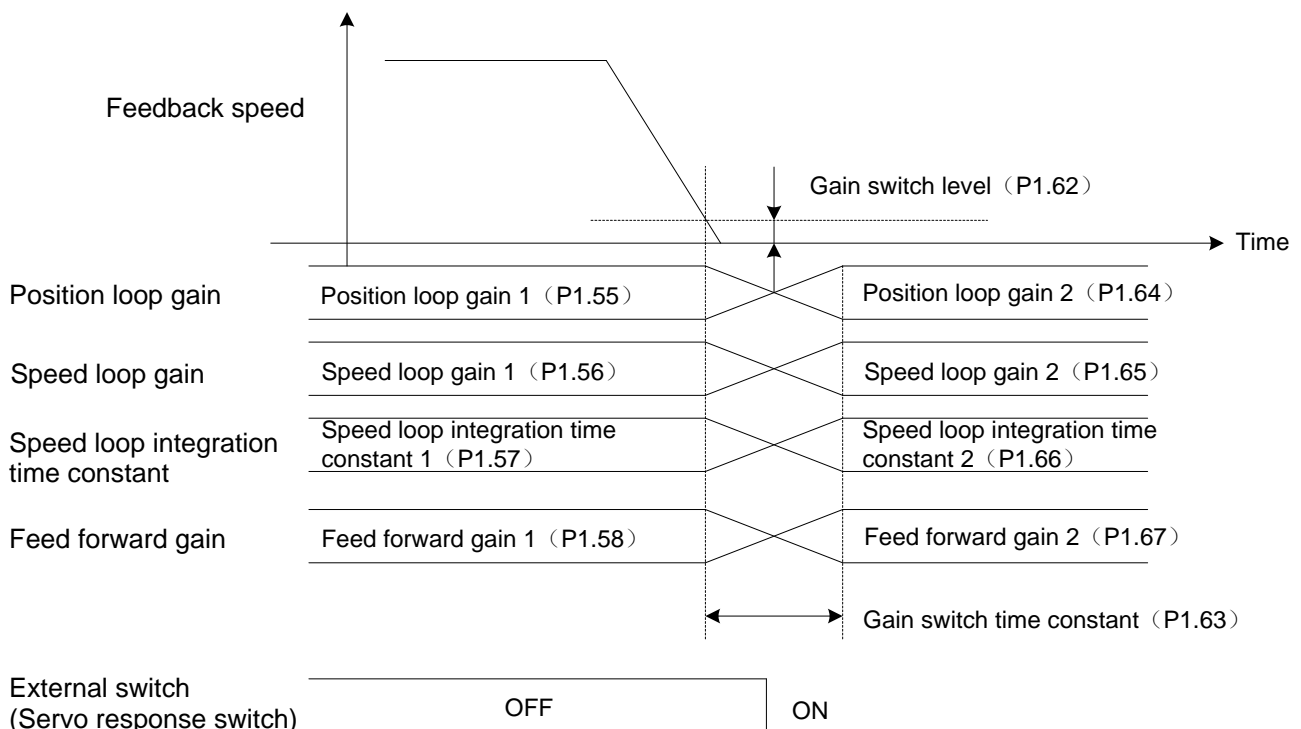 Feedback speed
Gain switch level（P1.62）
Time
Position loop gain
Position loop gain 1（P1.55）
Position loop gain 2（P1.64）
Speed loop gain
Speed loop gain 1（P1.56）
Speed loop gain 2（P1.65）
Speed loop integration
time constant
Speed loop integration time
constant 1（P1.57）
Speed loop integration time
constant 2（P1.66）
Feed forward gain
Feed forward gain 1（P1.58）
Feed forward gain 2（P1.67）
Gain switch time constant（P1.63）
External switch
(Servo response switch)
OFF
ON